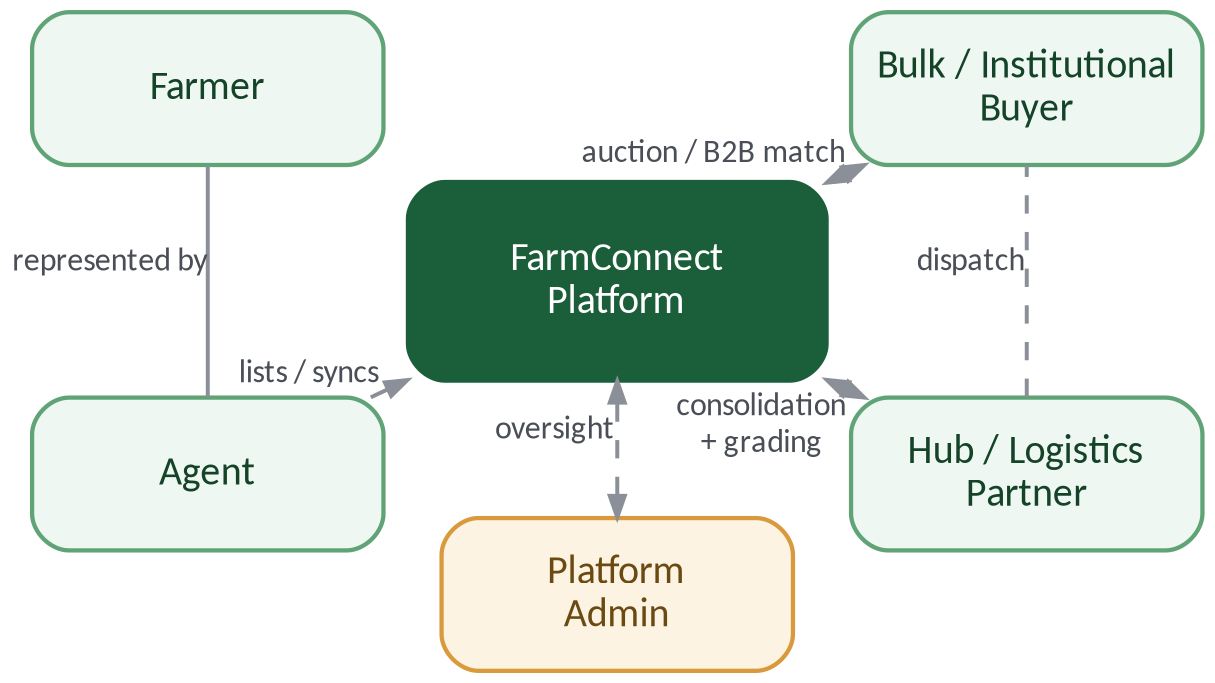 Farmer
Bulk / Institutional
Buyer
auction / B2B match
FarmConnect
Platform
represented by
dispatch
lists / syncs
oversight
consolidation
+ grading
Agent
Hub / Logistics
Partner
Platform
Admin